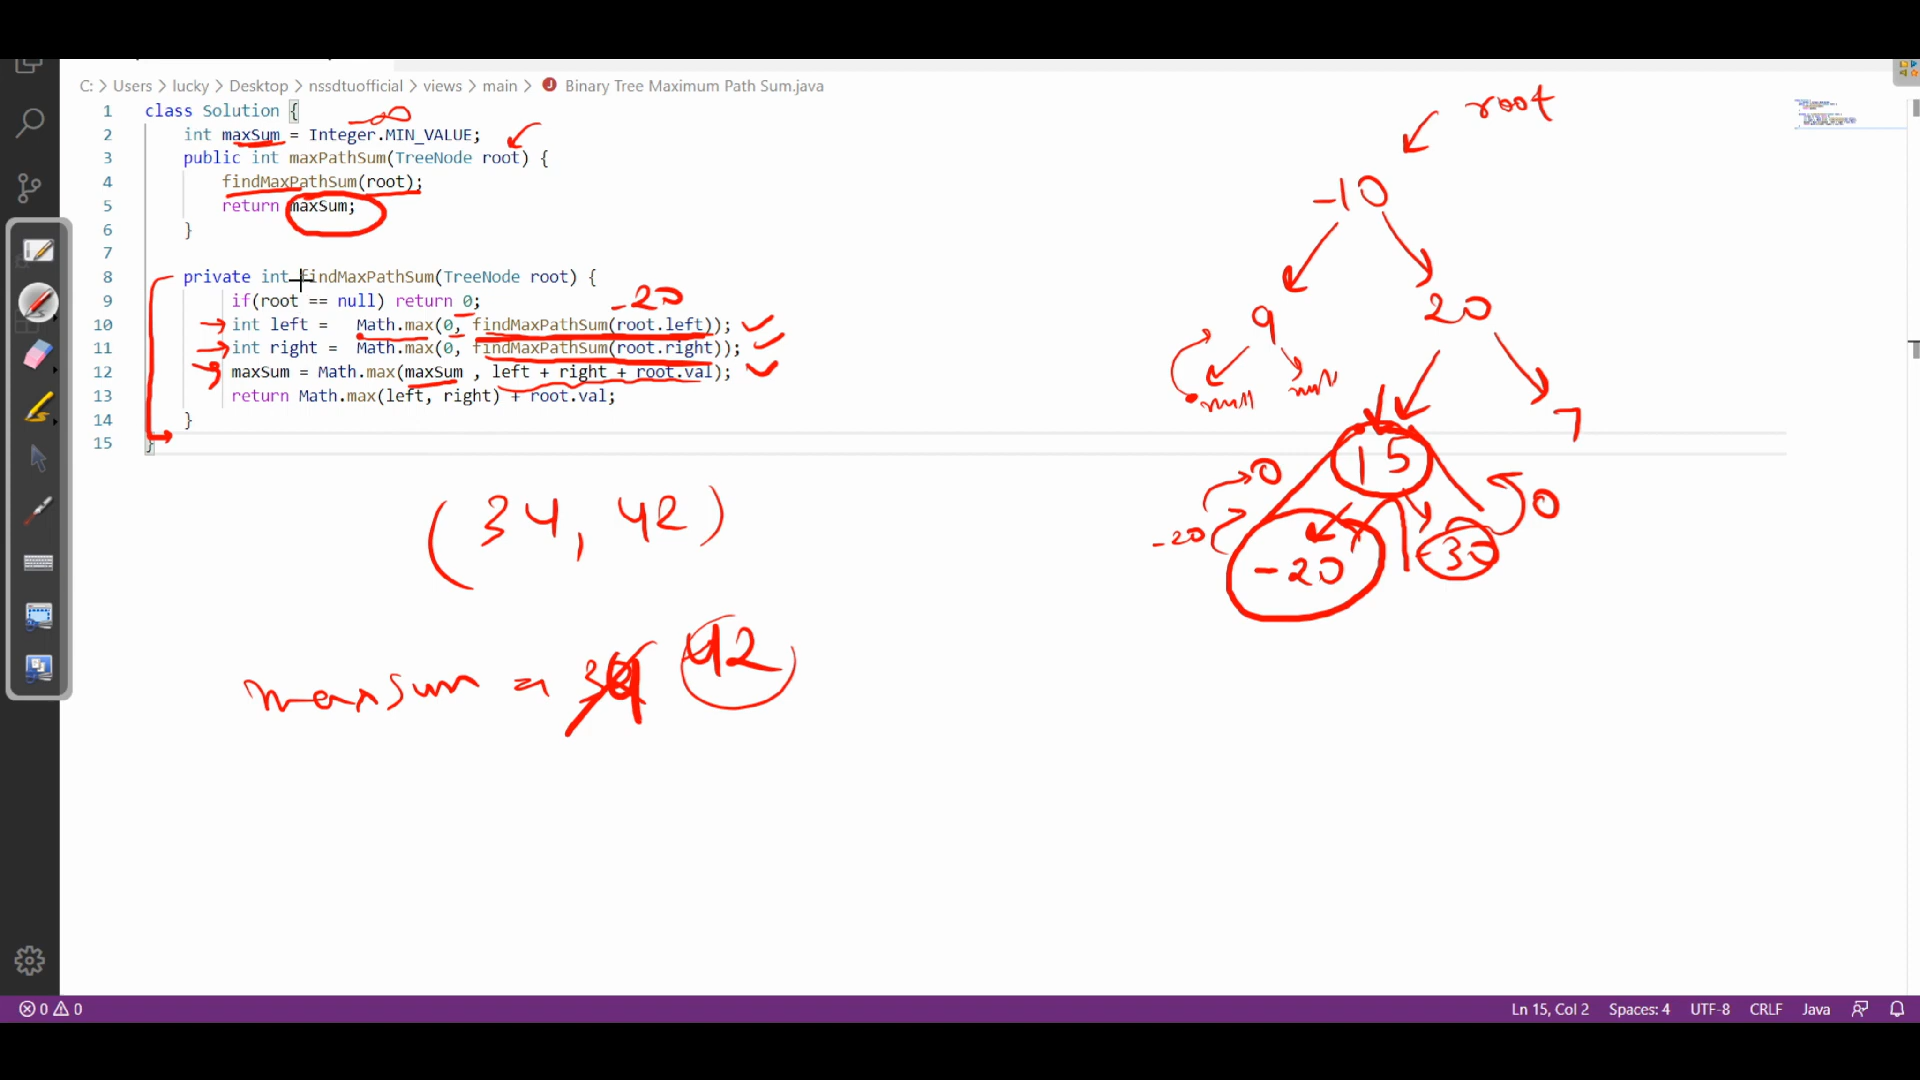 C: > Users > lucky > Desktop > nssdtuofficial > views > main > Binary Tree Maximum Path Sum.java
1 class Solution {
2 int maxSum = Integer.MIN_VALUE;
3 public int maxPathSum(TreeNode root) {
4 findMaxPathSum(root);
5 return maxSum;
6 }
7
8 private int findMaxPathSum(TreeNode root) {
9 if(root == null) return 0;
10 int left = Math.max(0, findMaxPathSum(root.left));
11 int right = Math.max(0, findMaxPathSum(root.right));
12 maxSum = Math.max(maxSum , left + right + root.val);
13 return Math.max(left, right) + root.val;
14 }
15 }
-∞
-20
root
-10
9 20
null null
15 7
0 0
-20
-20 -30
(34, 42)
maxSum = 34 42
0 0
Ln 15, Col 2 Spaces: 4 UTF-8 CRLF Java